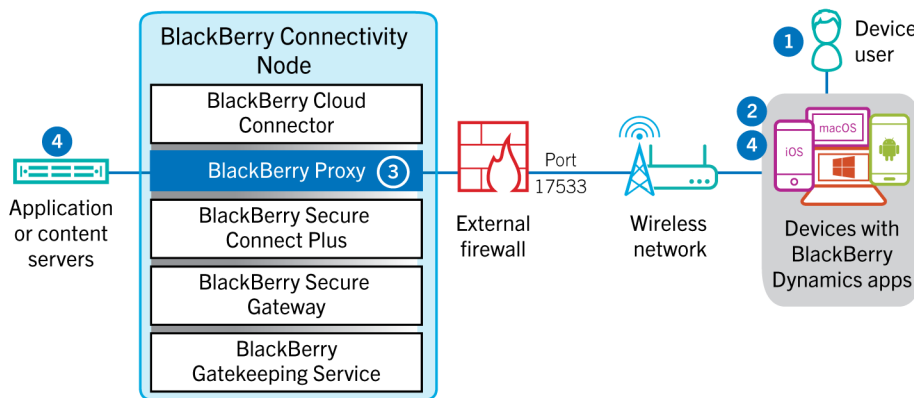 BlackBerry Connectivity
Node
BlackBerry Cloud
Connector
BlackBerry Proxy 3
BlackBerry Secure
Connect Plus
BlackBerry Secure
Gateway
BlackBerry
Gatekeeping Service
4
Application
or content
servers
External
firewall
Port
17533
Wireless
network
1
Device
user
2
4
iOS
macOS
Devices with
BlackBerry
Dynamics apps